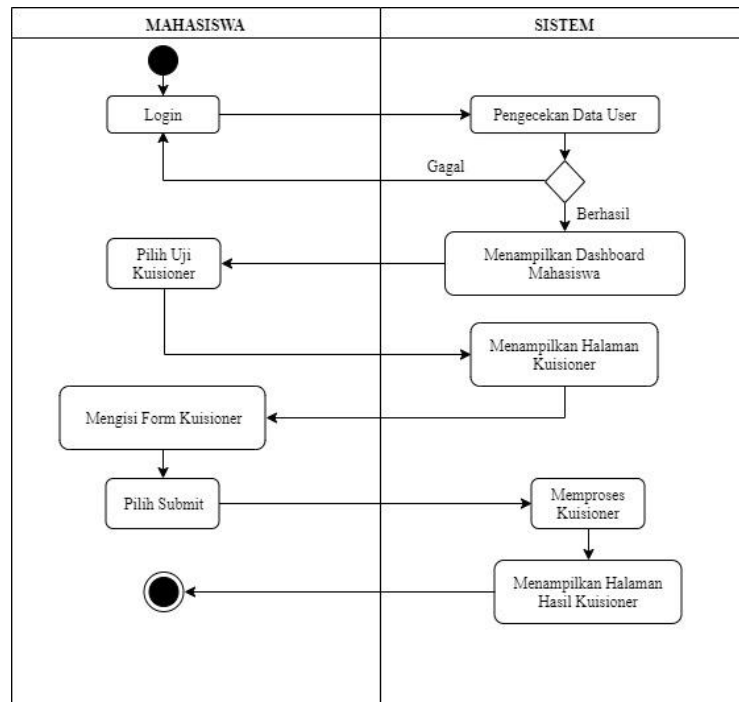 MAHASISWA
SISTEM
Login
Pengecekan Data User
Gagal
Berhasil
Pilih Uji
Kuisioner
Menampilkan Dashboard
Mahasiswa
Menampilkan Halaman
Kuisioner
Mengisi Form Kuisioner
Pilih Submit
Memproses
Kuisioner
Menampilkan Halaman
Hasil Kuisioner